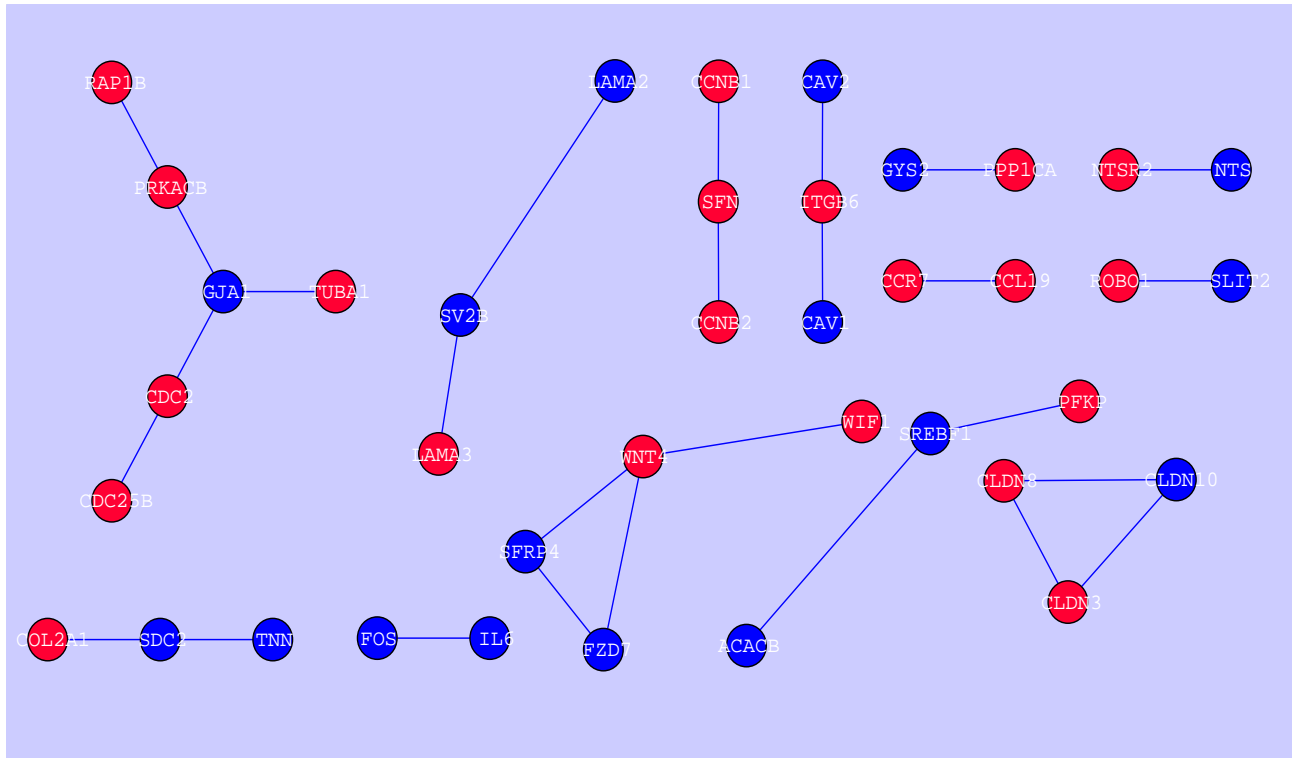 RAP1B
LAMA2
CCNB1
CAV2
GYS2
PPP1CA
NTSR2
NTS
PRKACB
SFN
ITGB6
GJA1
TUBA1
CCR7
CCL19
ROBO1
SLIT2
SV2B
CCNB2
CAV1
CDC2
PFKP
WIF1
SREBF1
LAMA3
WNT4
CLDN8
CLDN10
CDC25B
SFRP4
CLDN3
COL2A1
SDC2
TNN
FOS
IL6
FZD7
ACACB